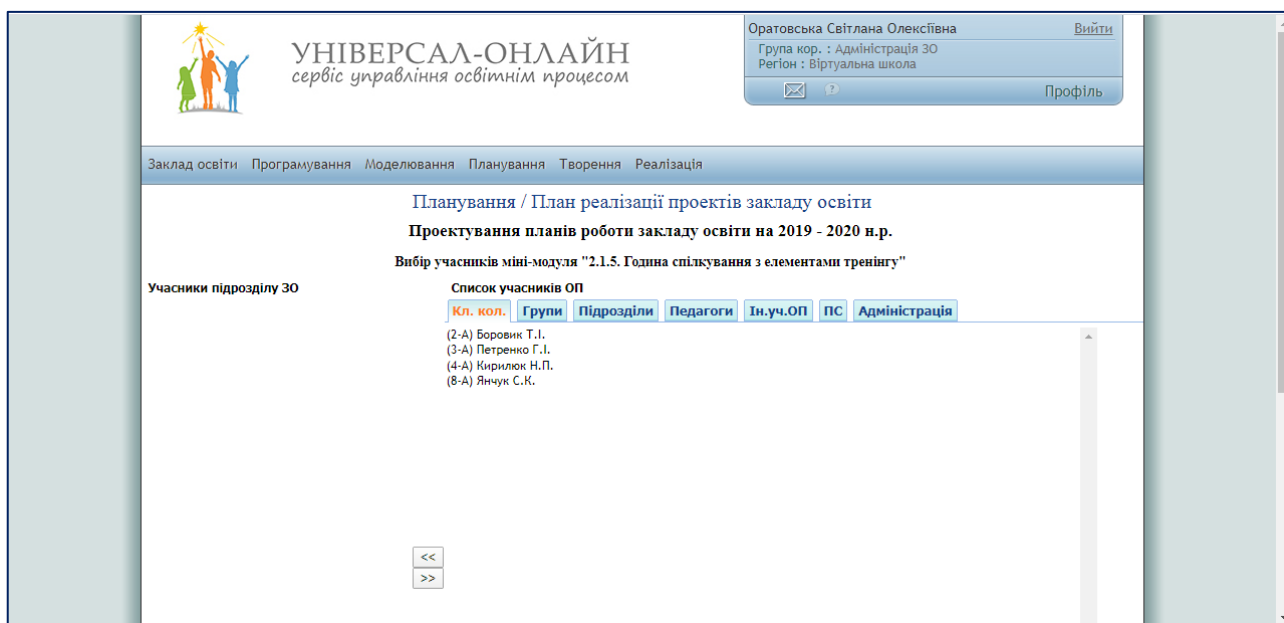 УНІВЕРСАЛ-ОНЛАЙН
сервіс управління освітнім процесом
Оратовська Світлана Олексіївна Вийти
Група кор. : Адміністрація ЗО
Регіон : Віртуальна школа
Профіль
Заклад освіти Програмування Моделювання Планування Творення Реалізація
Планування / План реалізації проектів закладу освіти
Проектування планів роботи закладу освіти на 2019 - 2020 н.р.
Вибір учасників міні-модуля "2.1.5. Година спілкування з елементами тренінгу"
Учасники підрозділу ЗО
Список учасників ОП
Кл. кол. Групи Підрозділи Педагоги Ін.уч.ОП ПС Адміністрація
(2-А) Боровик Т.І.
(3-А) Петренко Г.І.
(4-А) Кирилюк Н.П.
(8-А) Янчук С.К.
<<
>>